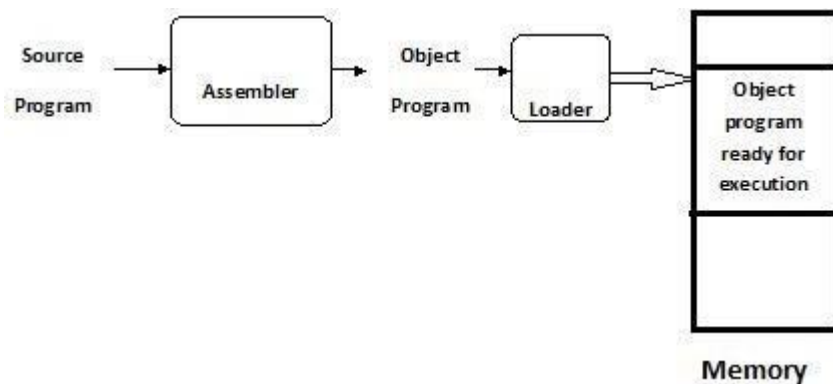 Source
Program
Assembler
Object
Program
Loader
Object
program
ready for
execution
Memory